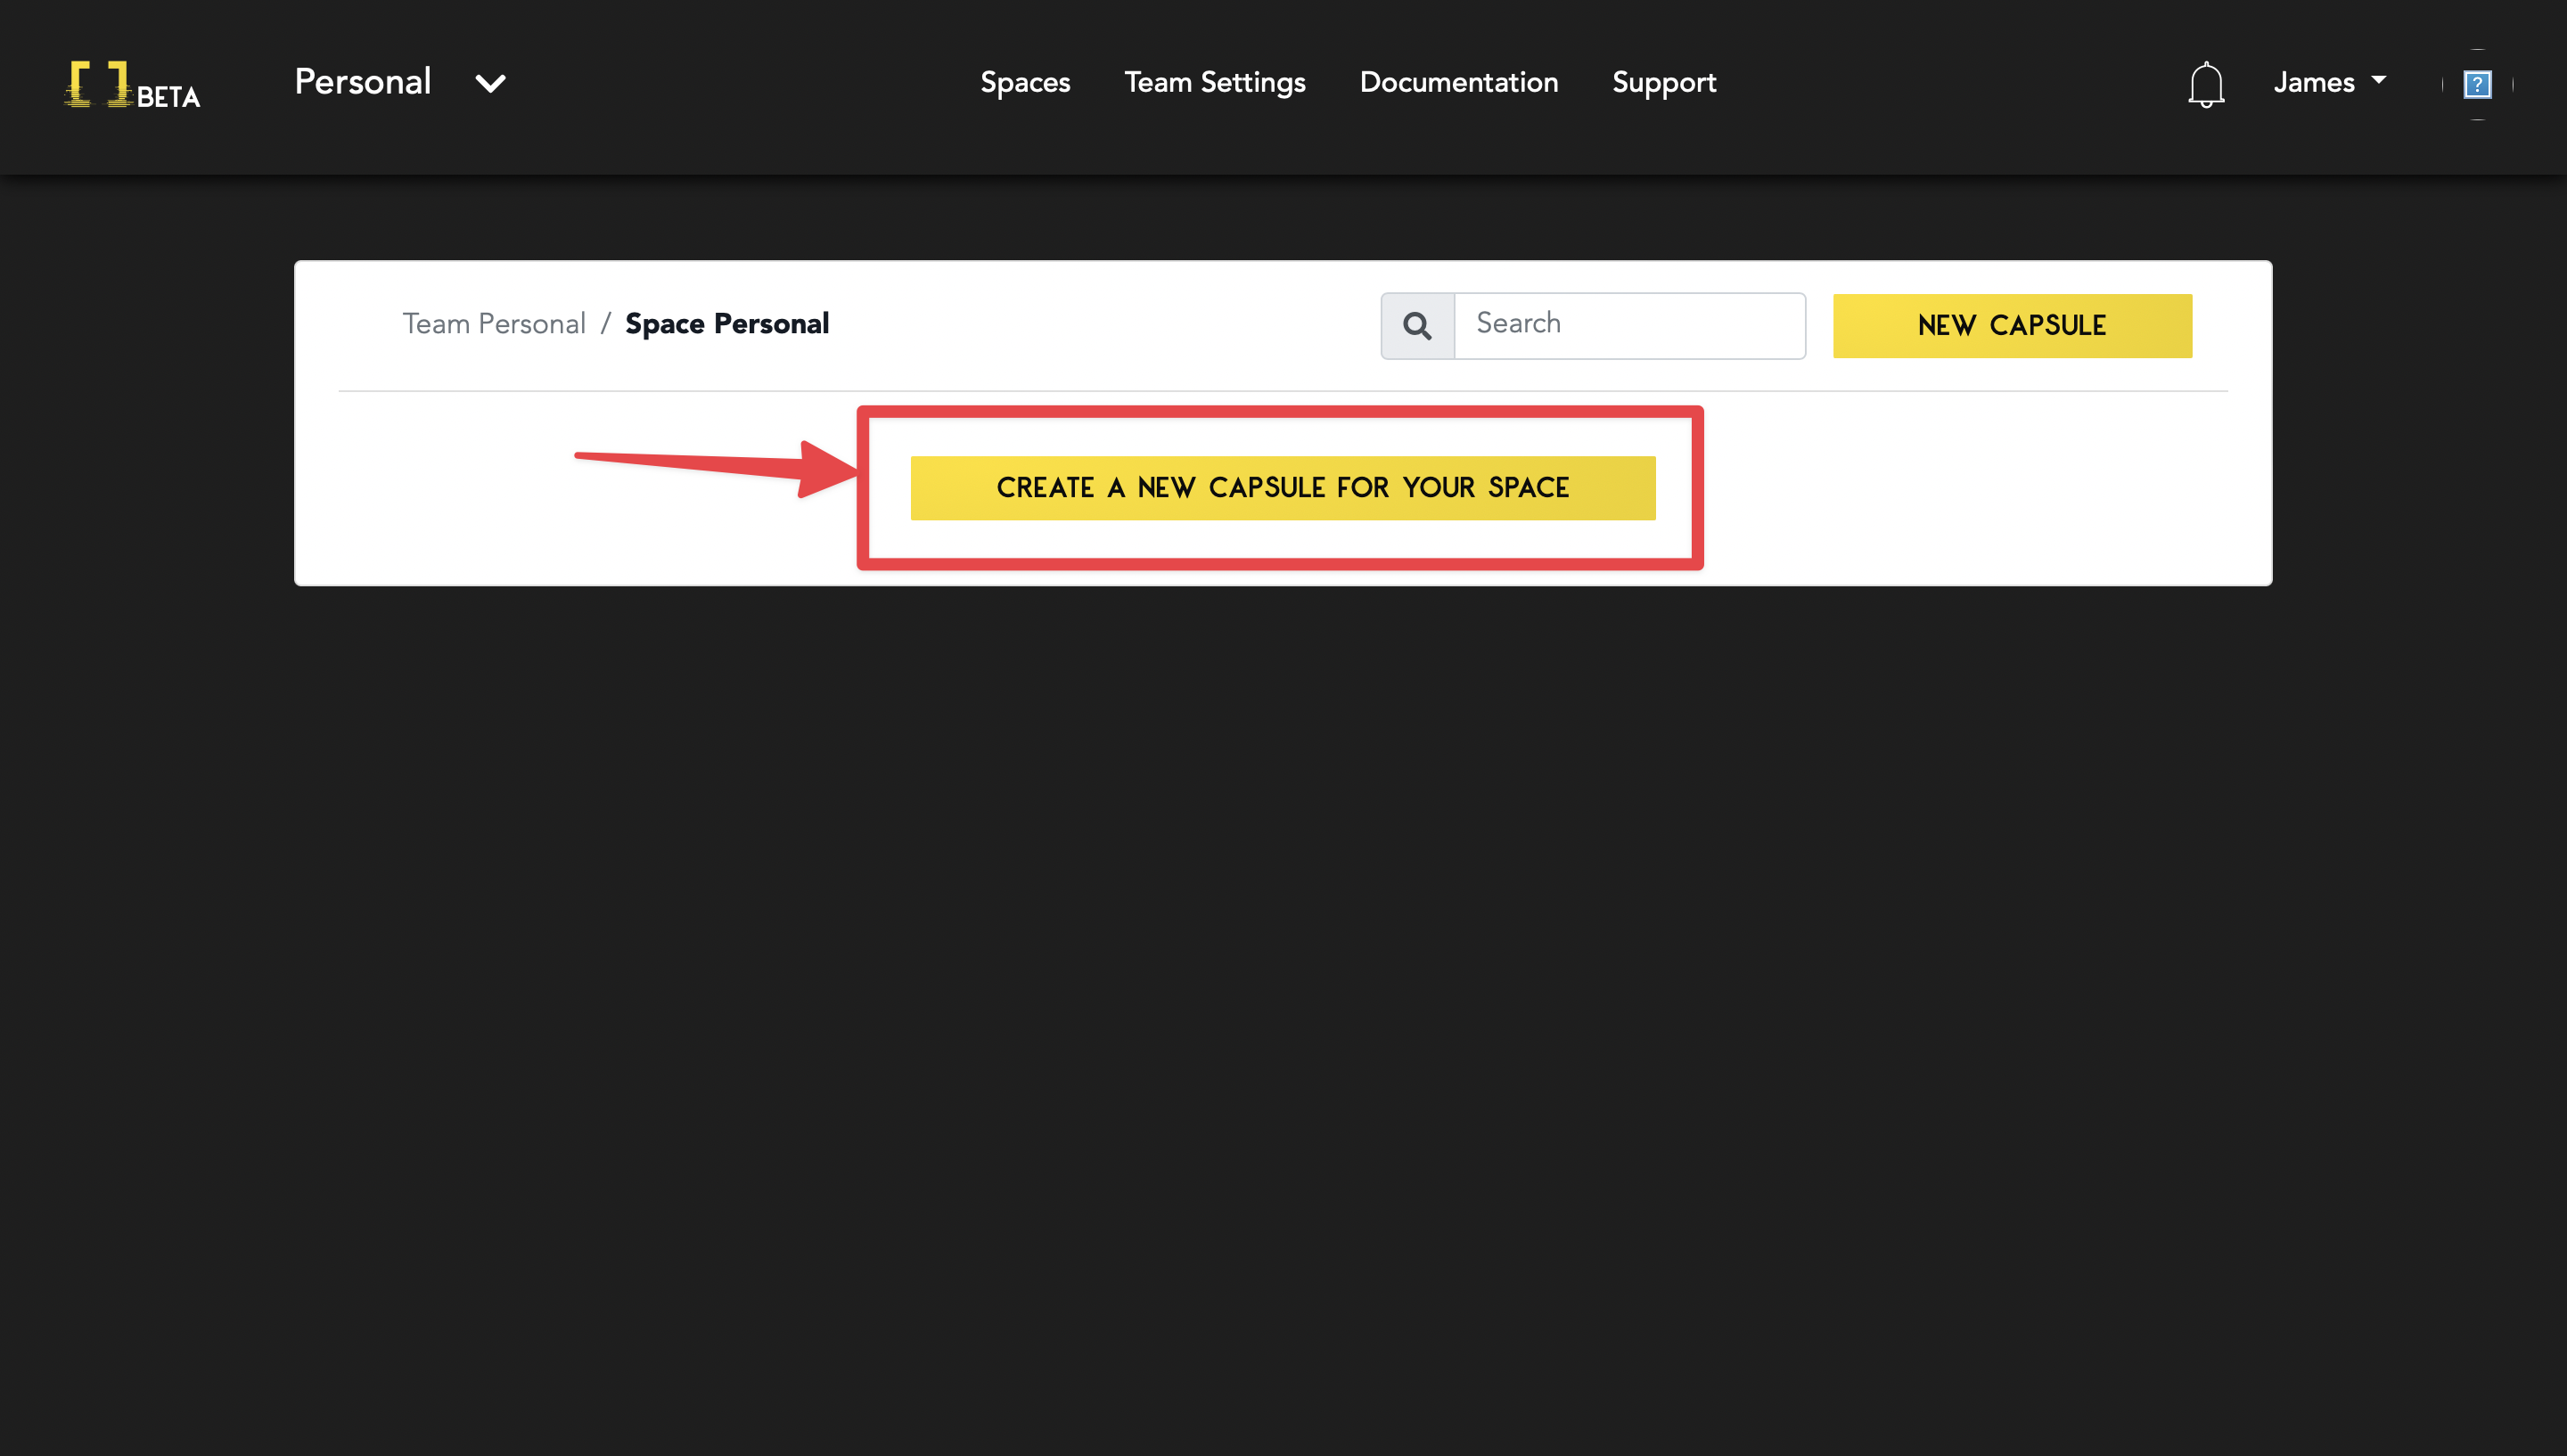 [ ] BETA
Personal
Spaces Team Settings Documentation Support
James
?
Team Personal / Space Personal
Search
NEW CAPSULE
CREATE A NEW CAPSULE FOR YOUR SPACE